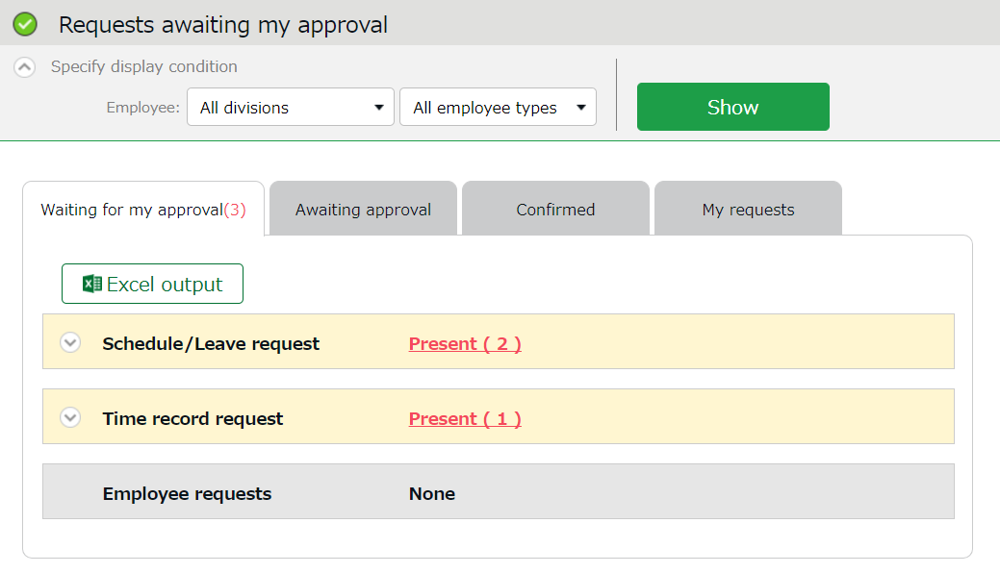 Requests awaiting my approval
Specify display condition
Employee: All divisions All employee types Show
Waiting for my approval(3) Awaiting approval Confirmed My requests
Excel output
Schedule/Leave request Present ( 2 )
Time record request Present ( 1 )
Employee requests None